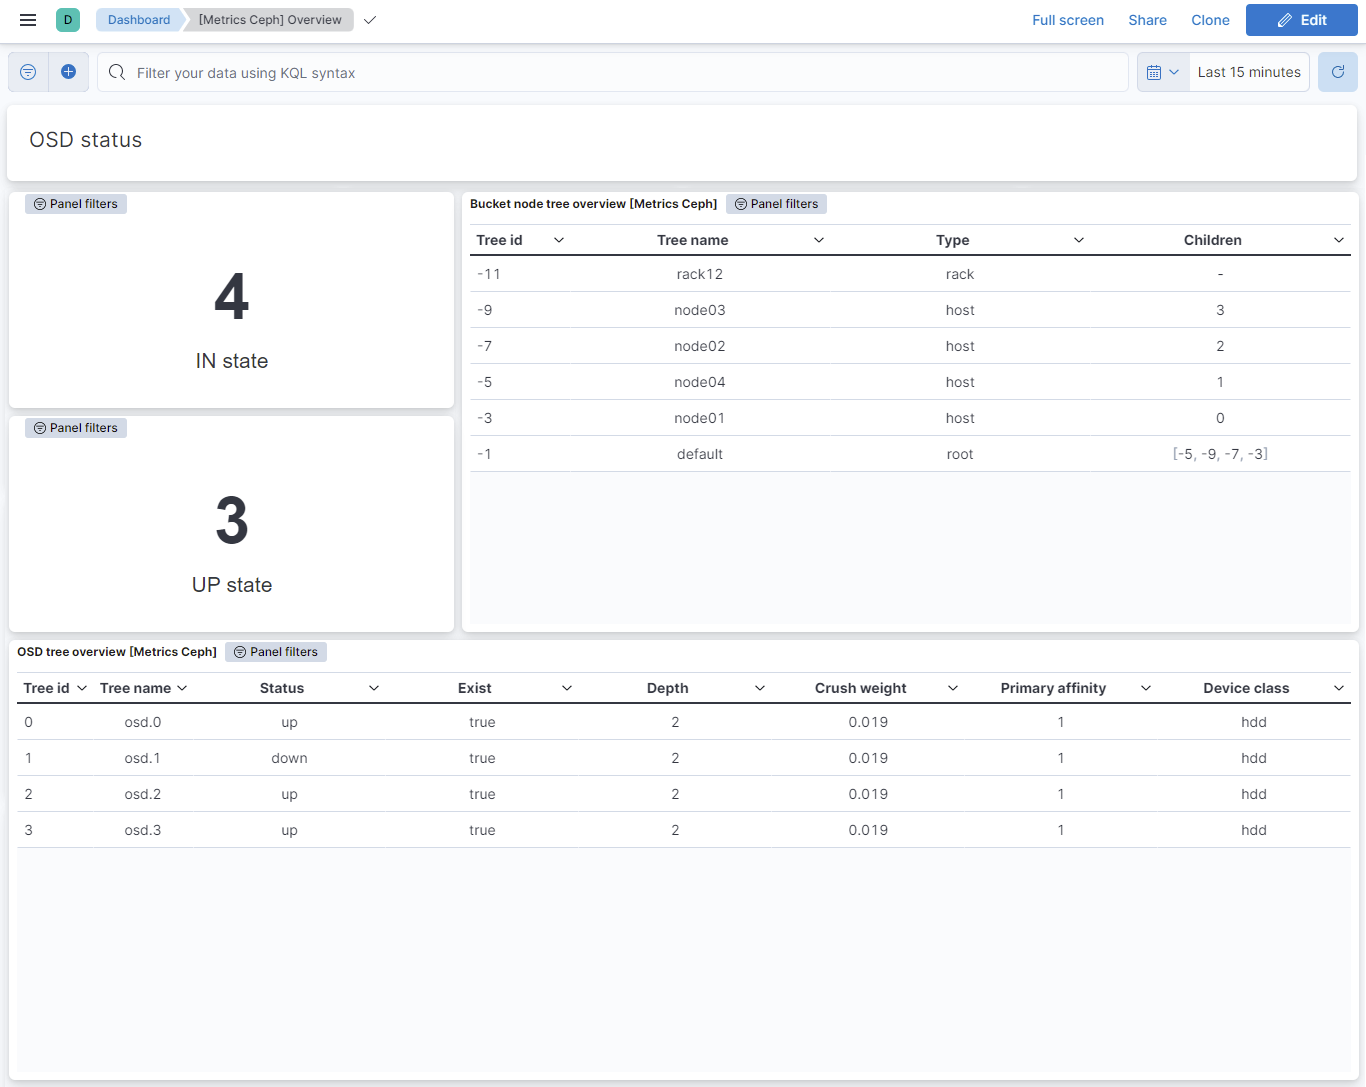 D Dashboard [Metrics Ceph] Overview Full screen Share Clone Edit
Filter your data using KQL syntax Last 15 minutes
OSD status
Panel filters
4
IN state
Panel filters
3
UP state
Bucket node tree overview [Metrics Ceph] Panel filters
Tree id Tree name Type Children
-11 rack12 rack -
-9 node03 host 3
-7 node02 host 2
-5 node04 host 1
-3 node01 host 0
-1 default root [-5, -9, -7, -3]
OSD tree overview [Metrics Ceph] Panel filters
Tree id Tree name Status Exist Depth Crush weight Primary affinity Device class
0 osd.0 up true 2 0.019 1 hdd
1 osd.1 down true 2 0.019 1 hdd
2 osd.2 up true 2 0.019 1 hdd
3 osd.3 up true 2 0.019 1 hdd